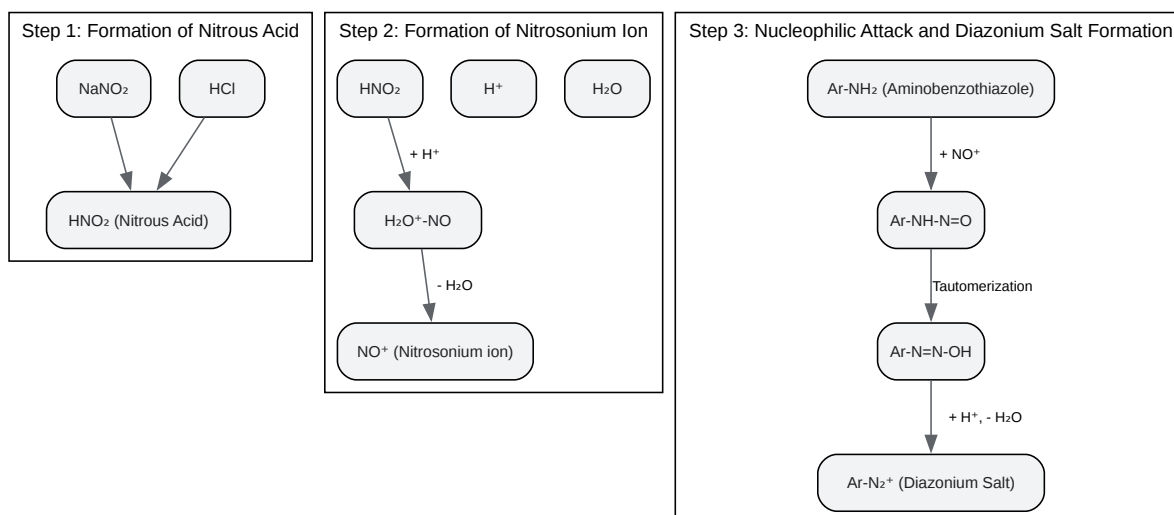 Step 1: Formation of Nitrous Acid
NaNO₂
HCl
HNO₂ (Nitrous Acid)
Step 2: Formation of Nitrosonium Ion
HNO₂
H⁺
H₂O
+ H⁺
H₂O⁺-NO
- H₂O
NO⁺ (Nitrosonium ion)
Step 3: Nucleophilic Attack and Diazonium Salt Formation
Ar-NH₂ (Aminobenzothiazole)
+ NO⁺
Ar-NH-N=O
Tautomerization
Ar-N=N-OH
+ H⁺, - H₂O
Ar-N₂⁺ (Diazonium Salt)